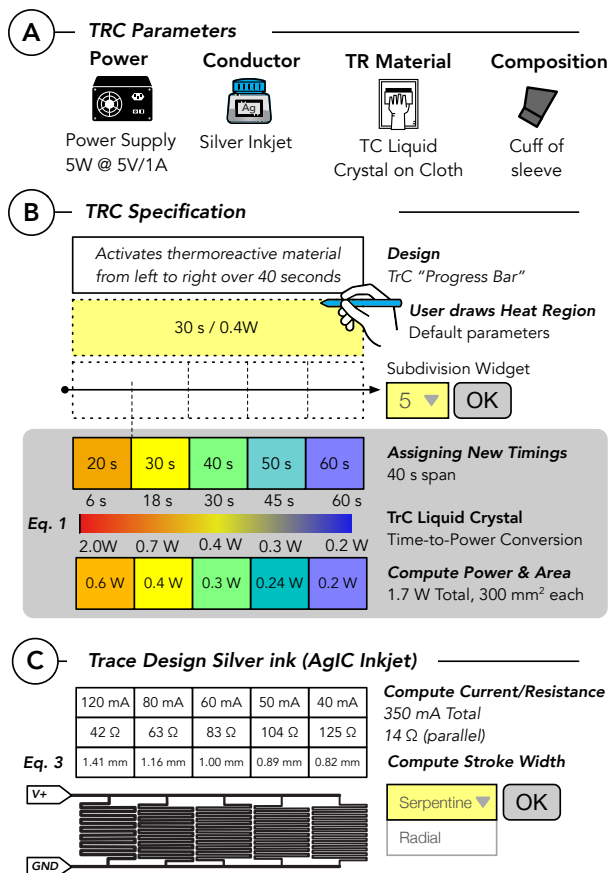 A
TRC Parameters
Power
Conductor
TR Material
Composition
Ag
Power Supply
5W @ 5V/1A
Silver Inkjet
TC Liquid
Crystal on Cloth
Cuff of
sleeve
B
TRC Specification
Activates thermoreactive material
from left to right over 40 seconds
Design
TrC "Progress Bar"
30 s / 0.4W
User draws Heat Region
Default parameters
Subdivision Widget
5 ▼ OK
20 s 30 s 40 s 50 s 60 s
Assigning New Timings
40 s span
6 s 18 s 30 s 45 s 60 s
Eq. 1
TrC Liquid Crystal
Time-to-Power Conversion
2.0W 0.7 W 0.4 W 0.3 W 0.2 W
0.6 W 0.4 W 0.3 W 0.24 W 0.2 W
Compute Power & Area
1.7 W Total, 300 mm² each
C
Trace Design Silver ink (AgIC Inkjet)
120 mA 80 mA 60 mA 50 mA 40 mA
42 Ω 63 Ω 83 Ω 104 Ω 125 Ω
Compute Current/Resistance
350 mA Total
14 Ω (parallel)
Eq. 3
1.41 mm 1.16 mm 1.00 mm 0.89 mm 0.82 mm
Compute Stroke Width
V+
Serpentine ▼ OK
Radial
GND